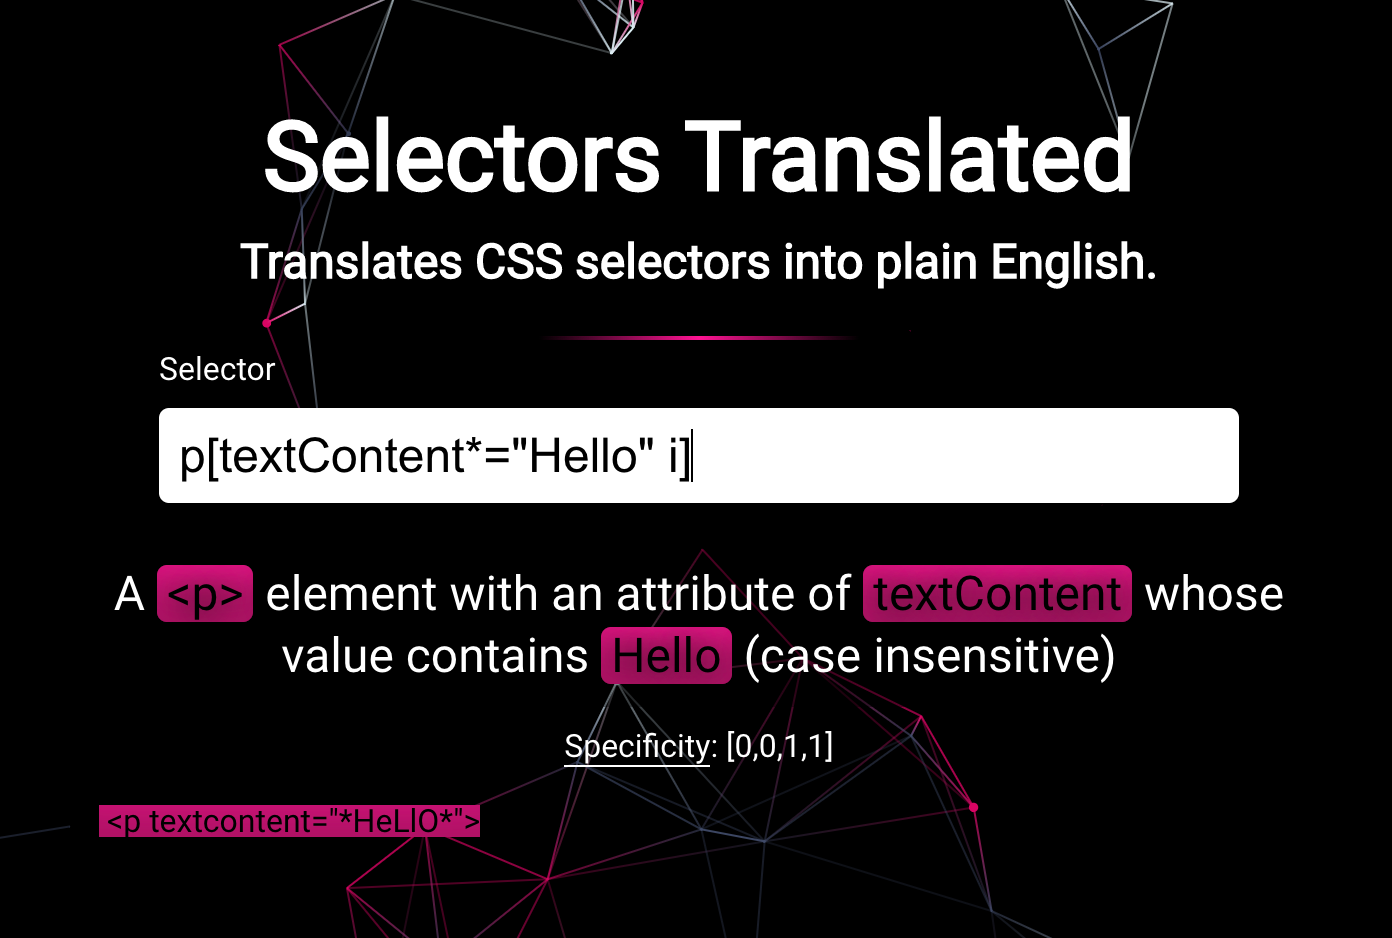 Selectors Translated
Translates CSS selectors into plain English.
Selector
p[textContent*="Hello" i]
A <p> element with an attribute of textContent whose
value contains Hello (case insensitive)
Specificity: [0,0,1,1]
<p textcontent="*HeLlO*">